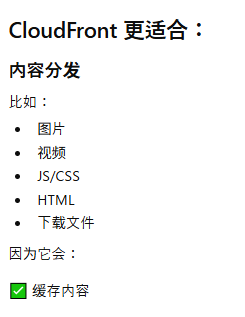 CloudFront 更适合：
内容分发
比如：
• 图片
• 视频
• JS/CSS
• HTML
• 下载文件
因为它会：
✅ 缓存内容